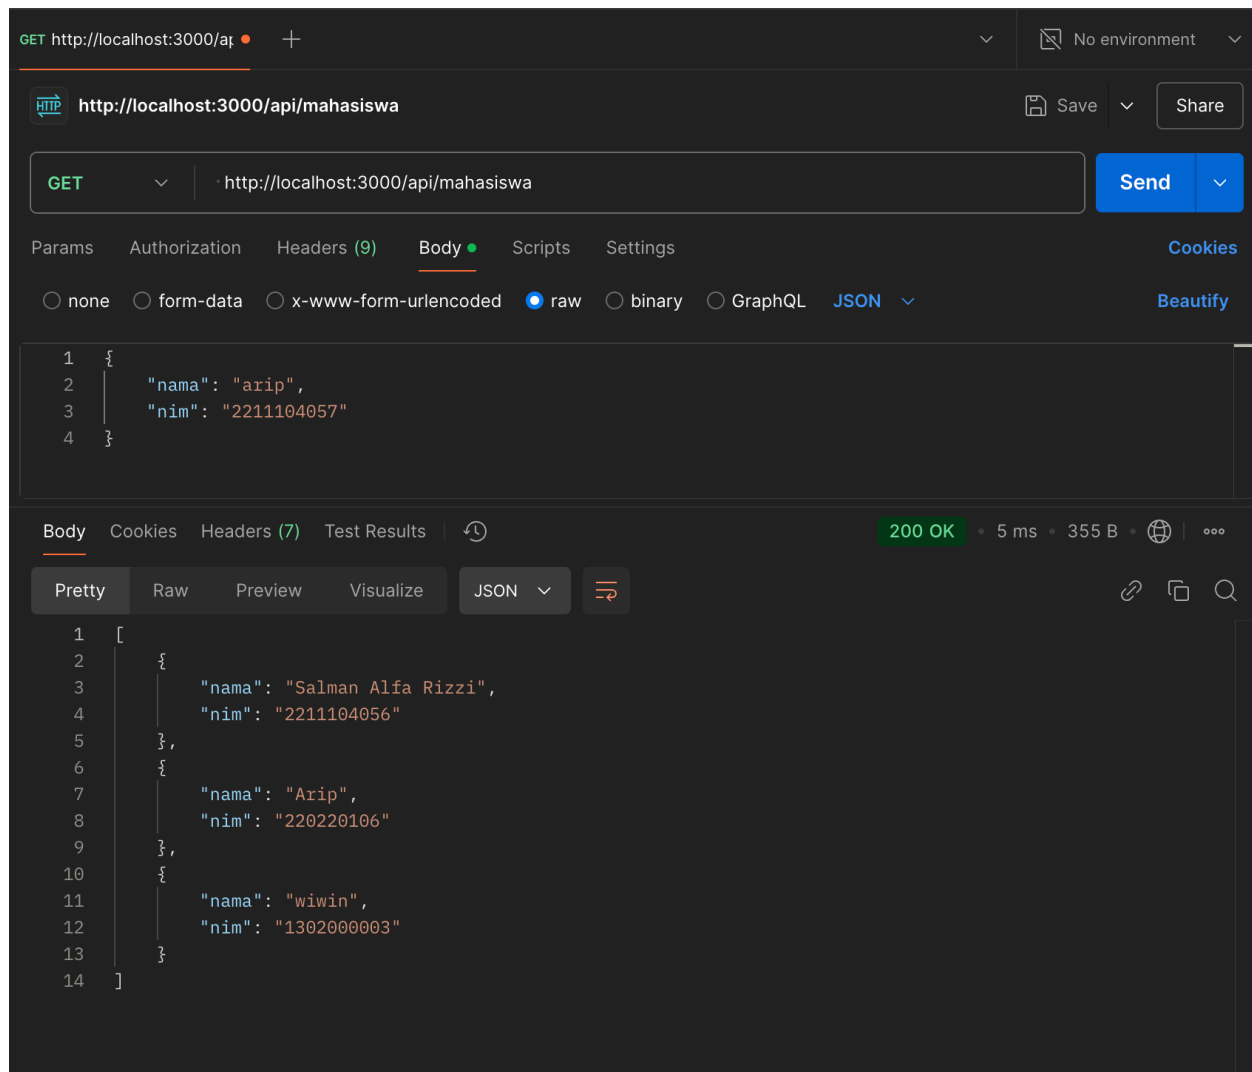 GET http://localhost:3000/ap No environment
HTTP http://localhost:3000/api/mahasiswa Save Share
GET http://localhost:3000/api/mahasiswa Send
Params Authorization Headers (9) Body Scripts Settings Cookies
none form-data x-www-form-urlencoded raw binary GraphQL JSON Beautify
1 {
2 "nama": "arip",
3 "nim": "2211104057"
4 }
Body Cookies Headers (7) Test Results 200 OK 5 ms 355 B
Pretty Raw Preview Visualize JSON
1 [
2 {
3 "nama": "Salman Alfa Rizzi",
4 "nim": "2211104056"
5 },
6 {
7 "nama": "Arip",
8 "nim": "220220106"
9 },
10 {
11 "nama": "wiwin",
12 "nim": "1302000003"
13 }
14 ]